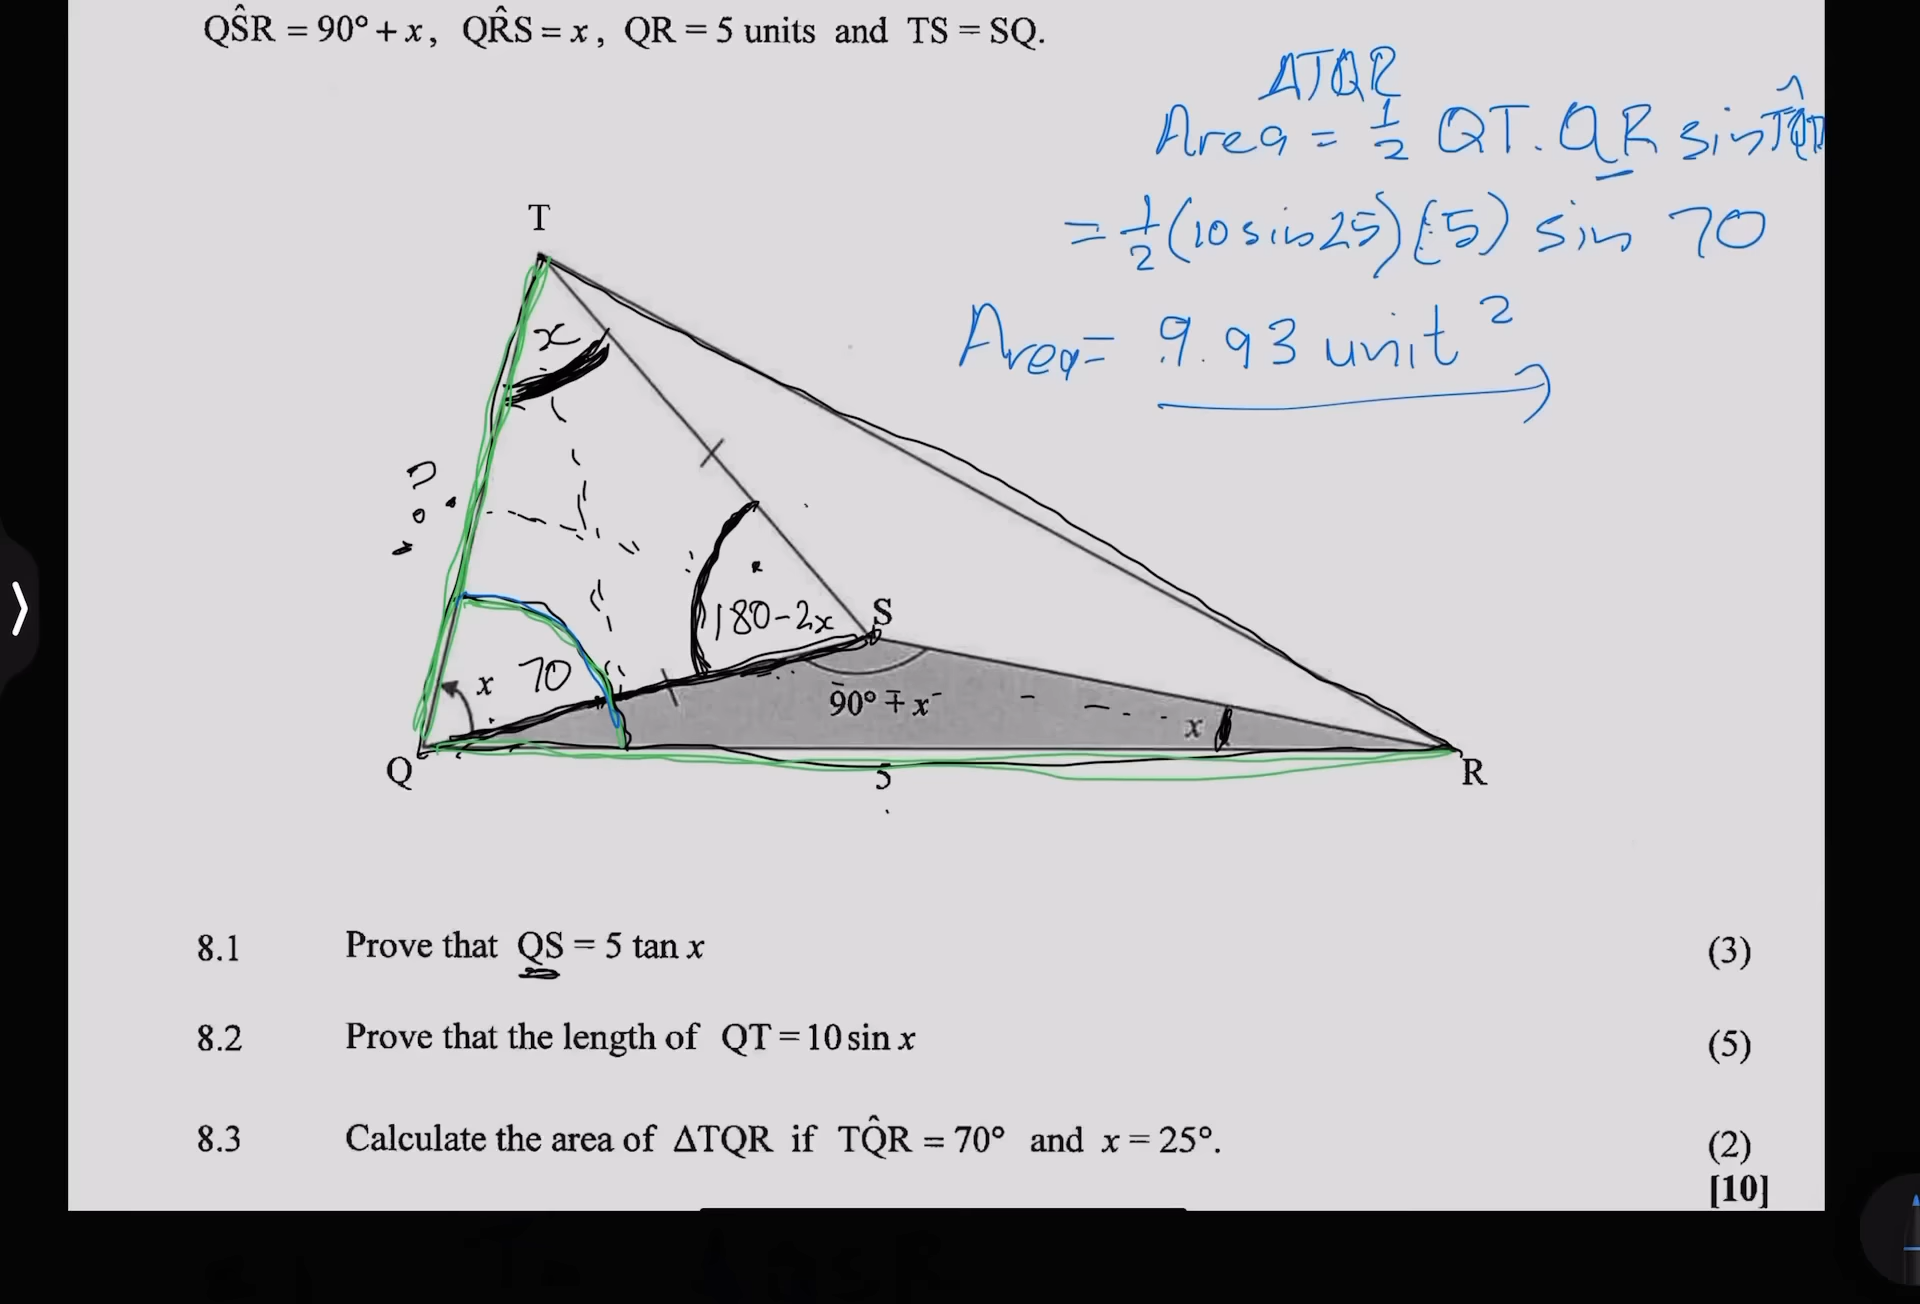 QŜR = 90° + x, QR̂S = x, QR = 5 units and TS = SQ.
ΔTQR
Area = 1/2 QT. QR sin
= 1/2 (10 sin 25) (5) sin 70
Area = 9.93 unit ²
T
x
?
180-2x
S
x 70
90° + x
x
Q
5
R
8.1 Prove that QS = 5 tan x (3)
8.2 Prove that the length of QT = 10 sin x (5)
8.3 Calculate the area of ΔTQR if TQ̂R = 70° and x = 25°. (2)
[10]